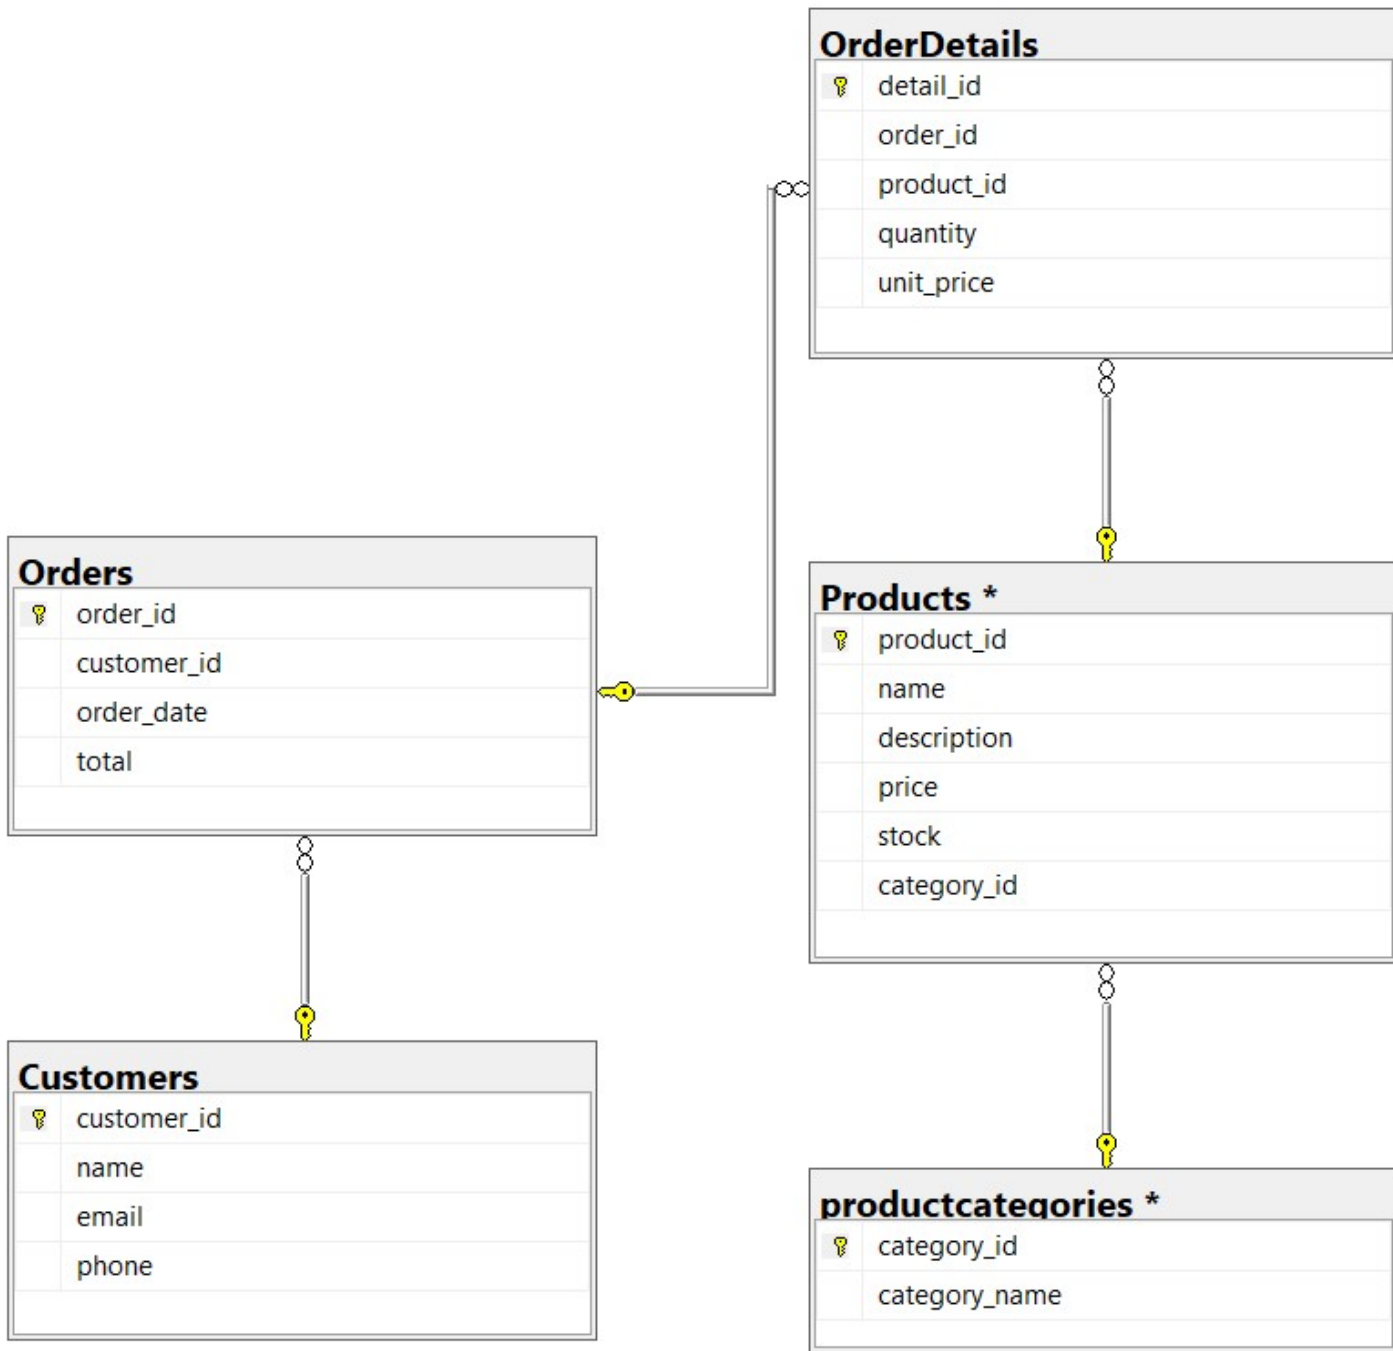 OrderDetails
detail_id
order_id
product_id
quantity
unit_price
Orders
order_id
customer_id
order_date
total
Products *
product_id
name
description
price
stock
category_id
Customers
customer_id
name
email
phone
productcategories *
category_id
category_name